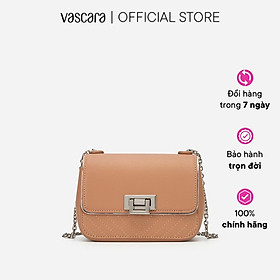 vascara | OFFICIAL STORE
Đổi hàng
trong 7 ngày
Bảo hành
trọn đời
100%
chính hãng